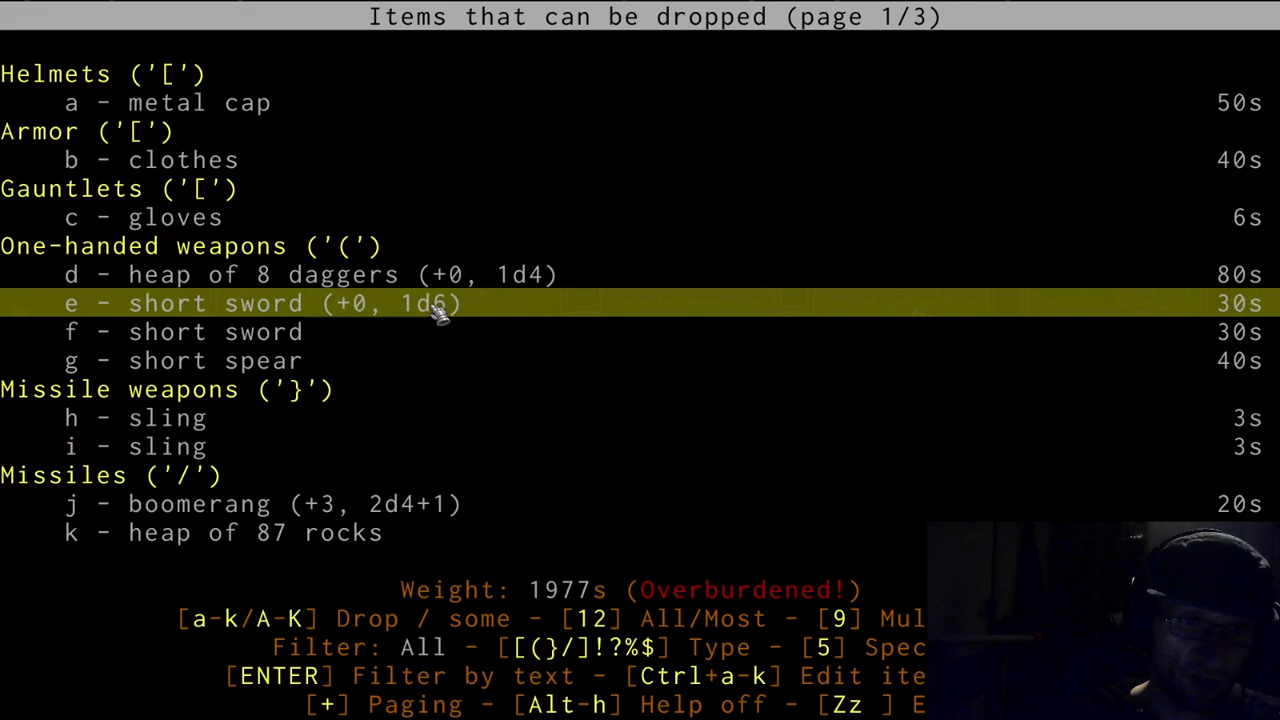 Items that can be dropped (page 1/3)
Helmets ('[')
a - metal cap 50s
Armor ('[')
b - clothes 40s
Gauntlets ('[')
c - gloves 6s
One-handed weapons ('(')
d - heap of 8 daggers (+0, 1d4) 80s
e - short sword (+0, 1d6) 30s
f - short sword 30s
g - short spear 40s
Missile weapons ('}')
h - sling 3s
i - sling 3s
Missiles ('/')
j - boomerang (+3, 2d4+1) 20s
k - heap of 87 rocks
Weight: 1977s (Overburdened!)
[a-k/A-K] Drop / some - [12] All/Most - [9] Mul
Filter: All - [[(}/]!?%$] Type - [5] Spec
[ENTER] Filter by text - [Ctrl+a-k] Edit ite
[+] Paging - [Alt-h] Help off - [Zz ] E